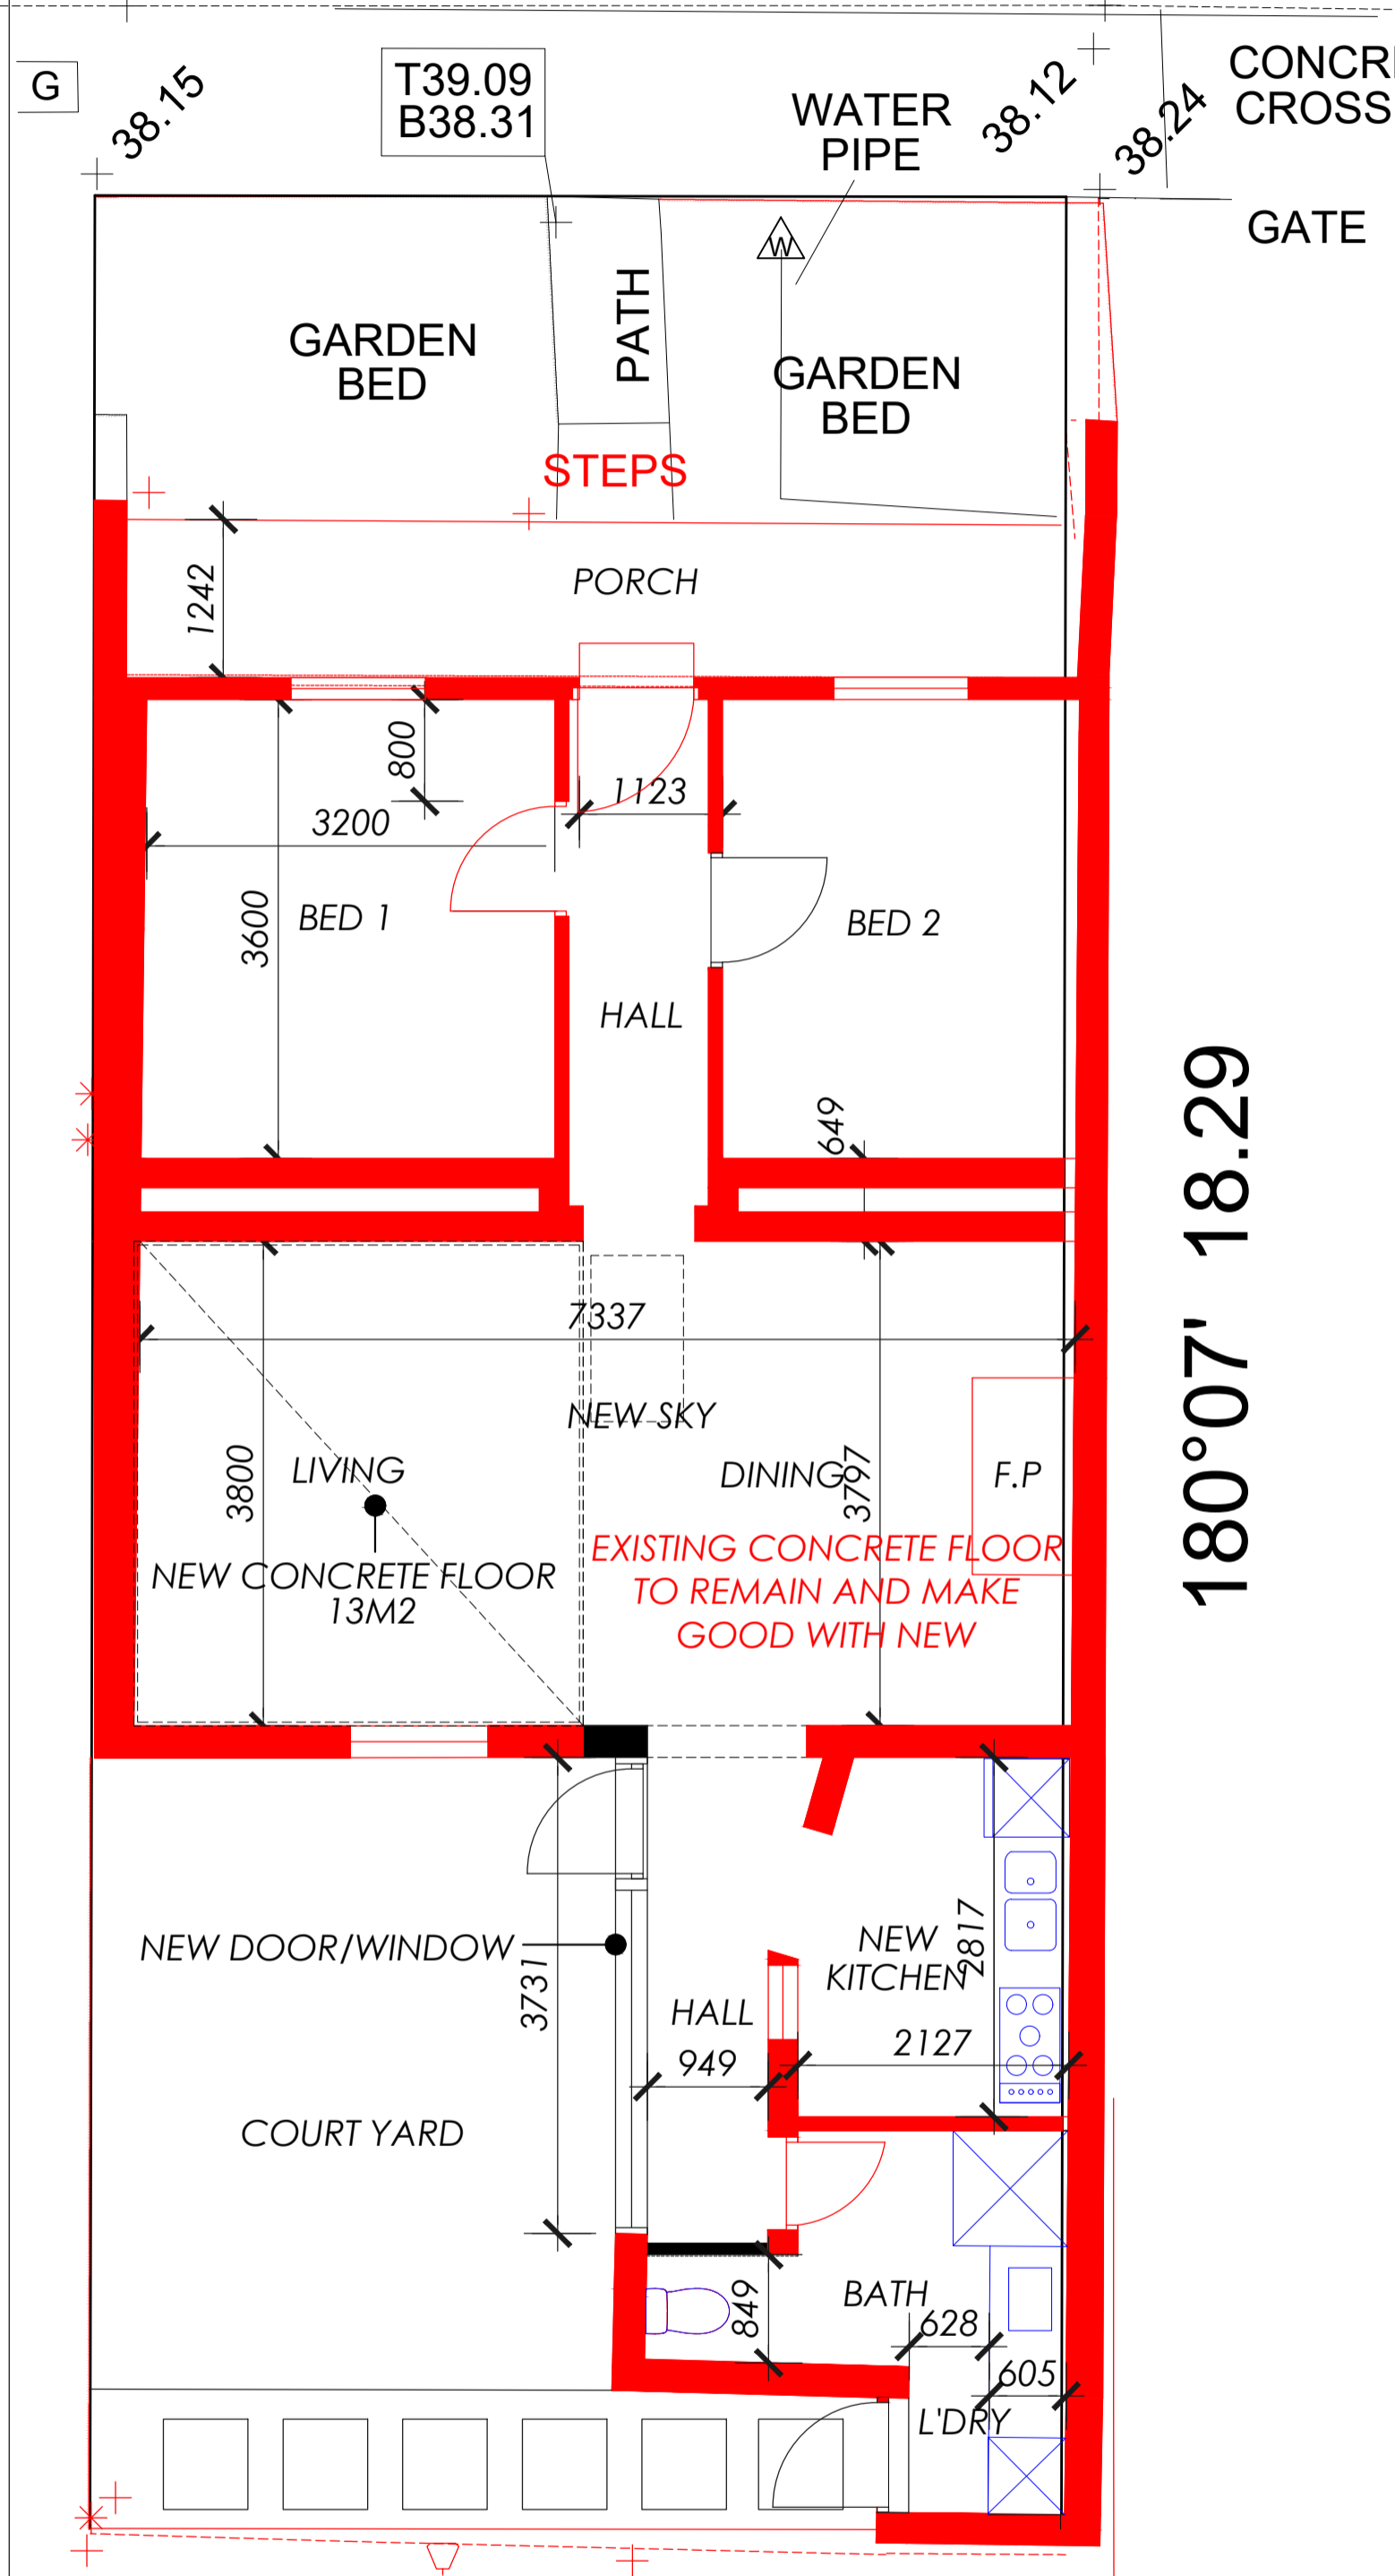 G
38.15
T39.09
B38.31
WATER
PIPE
38.12
38.24
CROSS
GATE
GARDEN
BED
PATH
GARDEN
BED
STEPS
1242
PORCH
800
1123
3200
3600
BED 1
BED 2
HALL
649
180°07' 18.29
7337
NEW SKY
3800
LIVING
DINING
3797
F.P
NEW CONCRETE FLOOR
13M2
EXISTING CONCRETE FLOOR
TO REMAIN AND MAKE
GOOD WITH NEW
NEW DOOR/WINDOW
3731
NEW
KITCHEN
2817
HALL
949
2127
COURT YARD
BATH
849
628
605
L'DRY
W